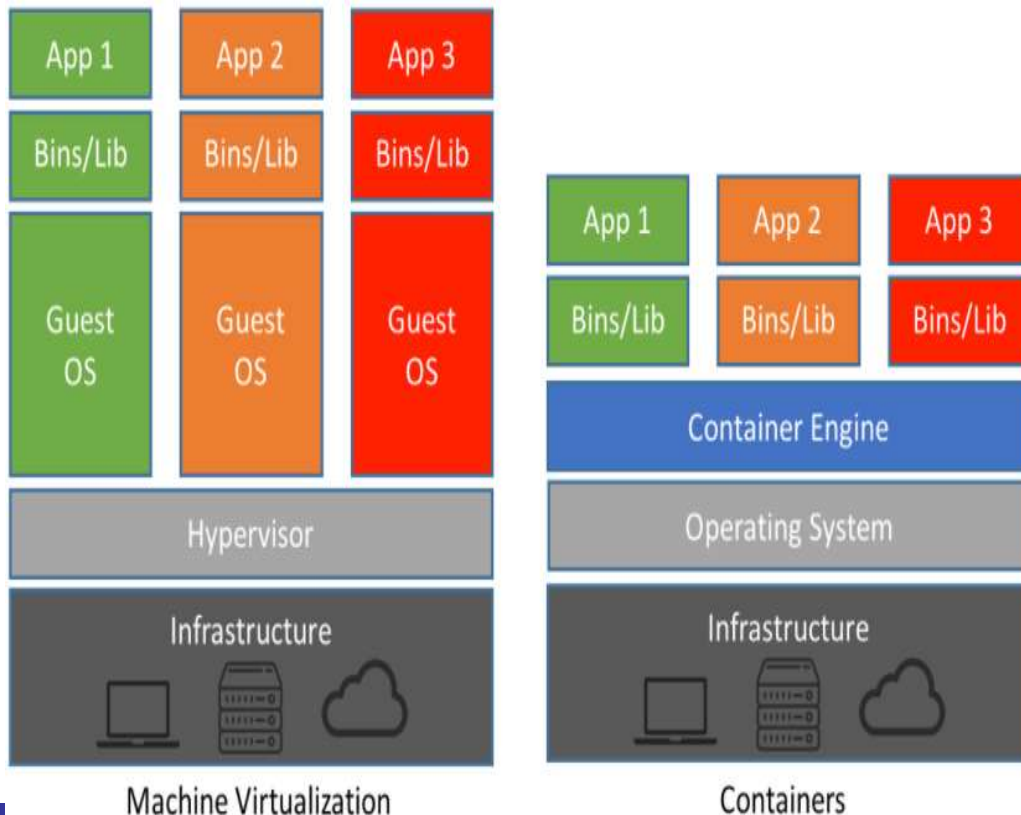 App 1 App 2 App 3
Bins/Lib Bins/Lib Bins/Lib
Guest OS Guest OS Guest OS
Hypervisor
Infrastructure
Machine Virtualization
App 1 App 2 App 3
Bins/Lib Bins/Lib Bins/Lib
Container Engine
Operating System
Infrastructure
Containers